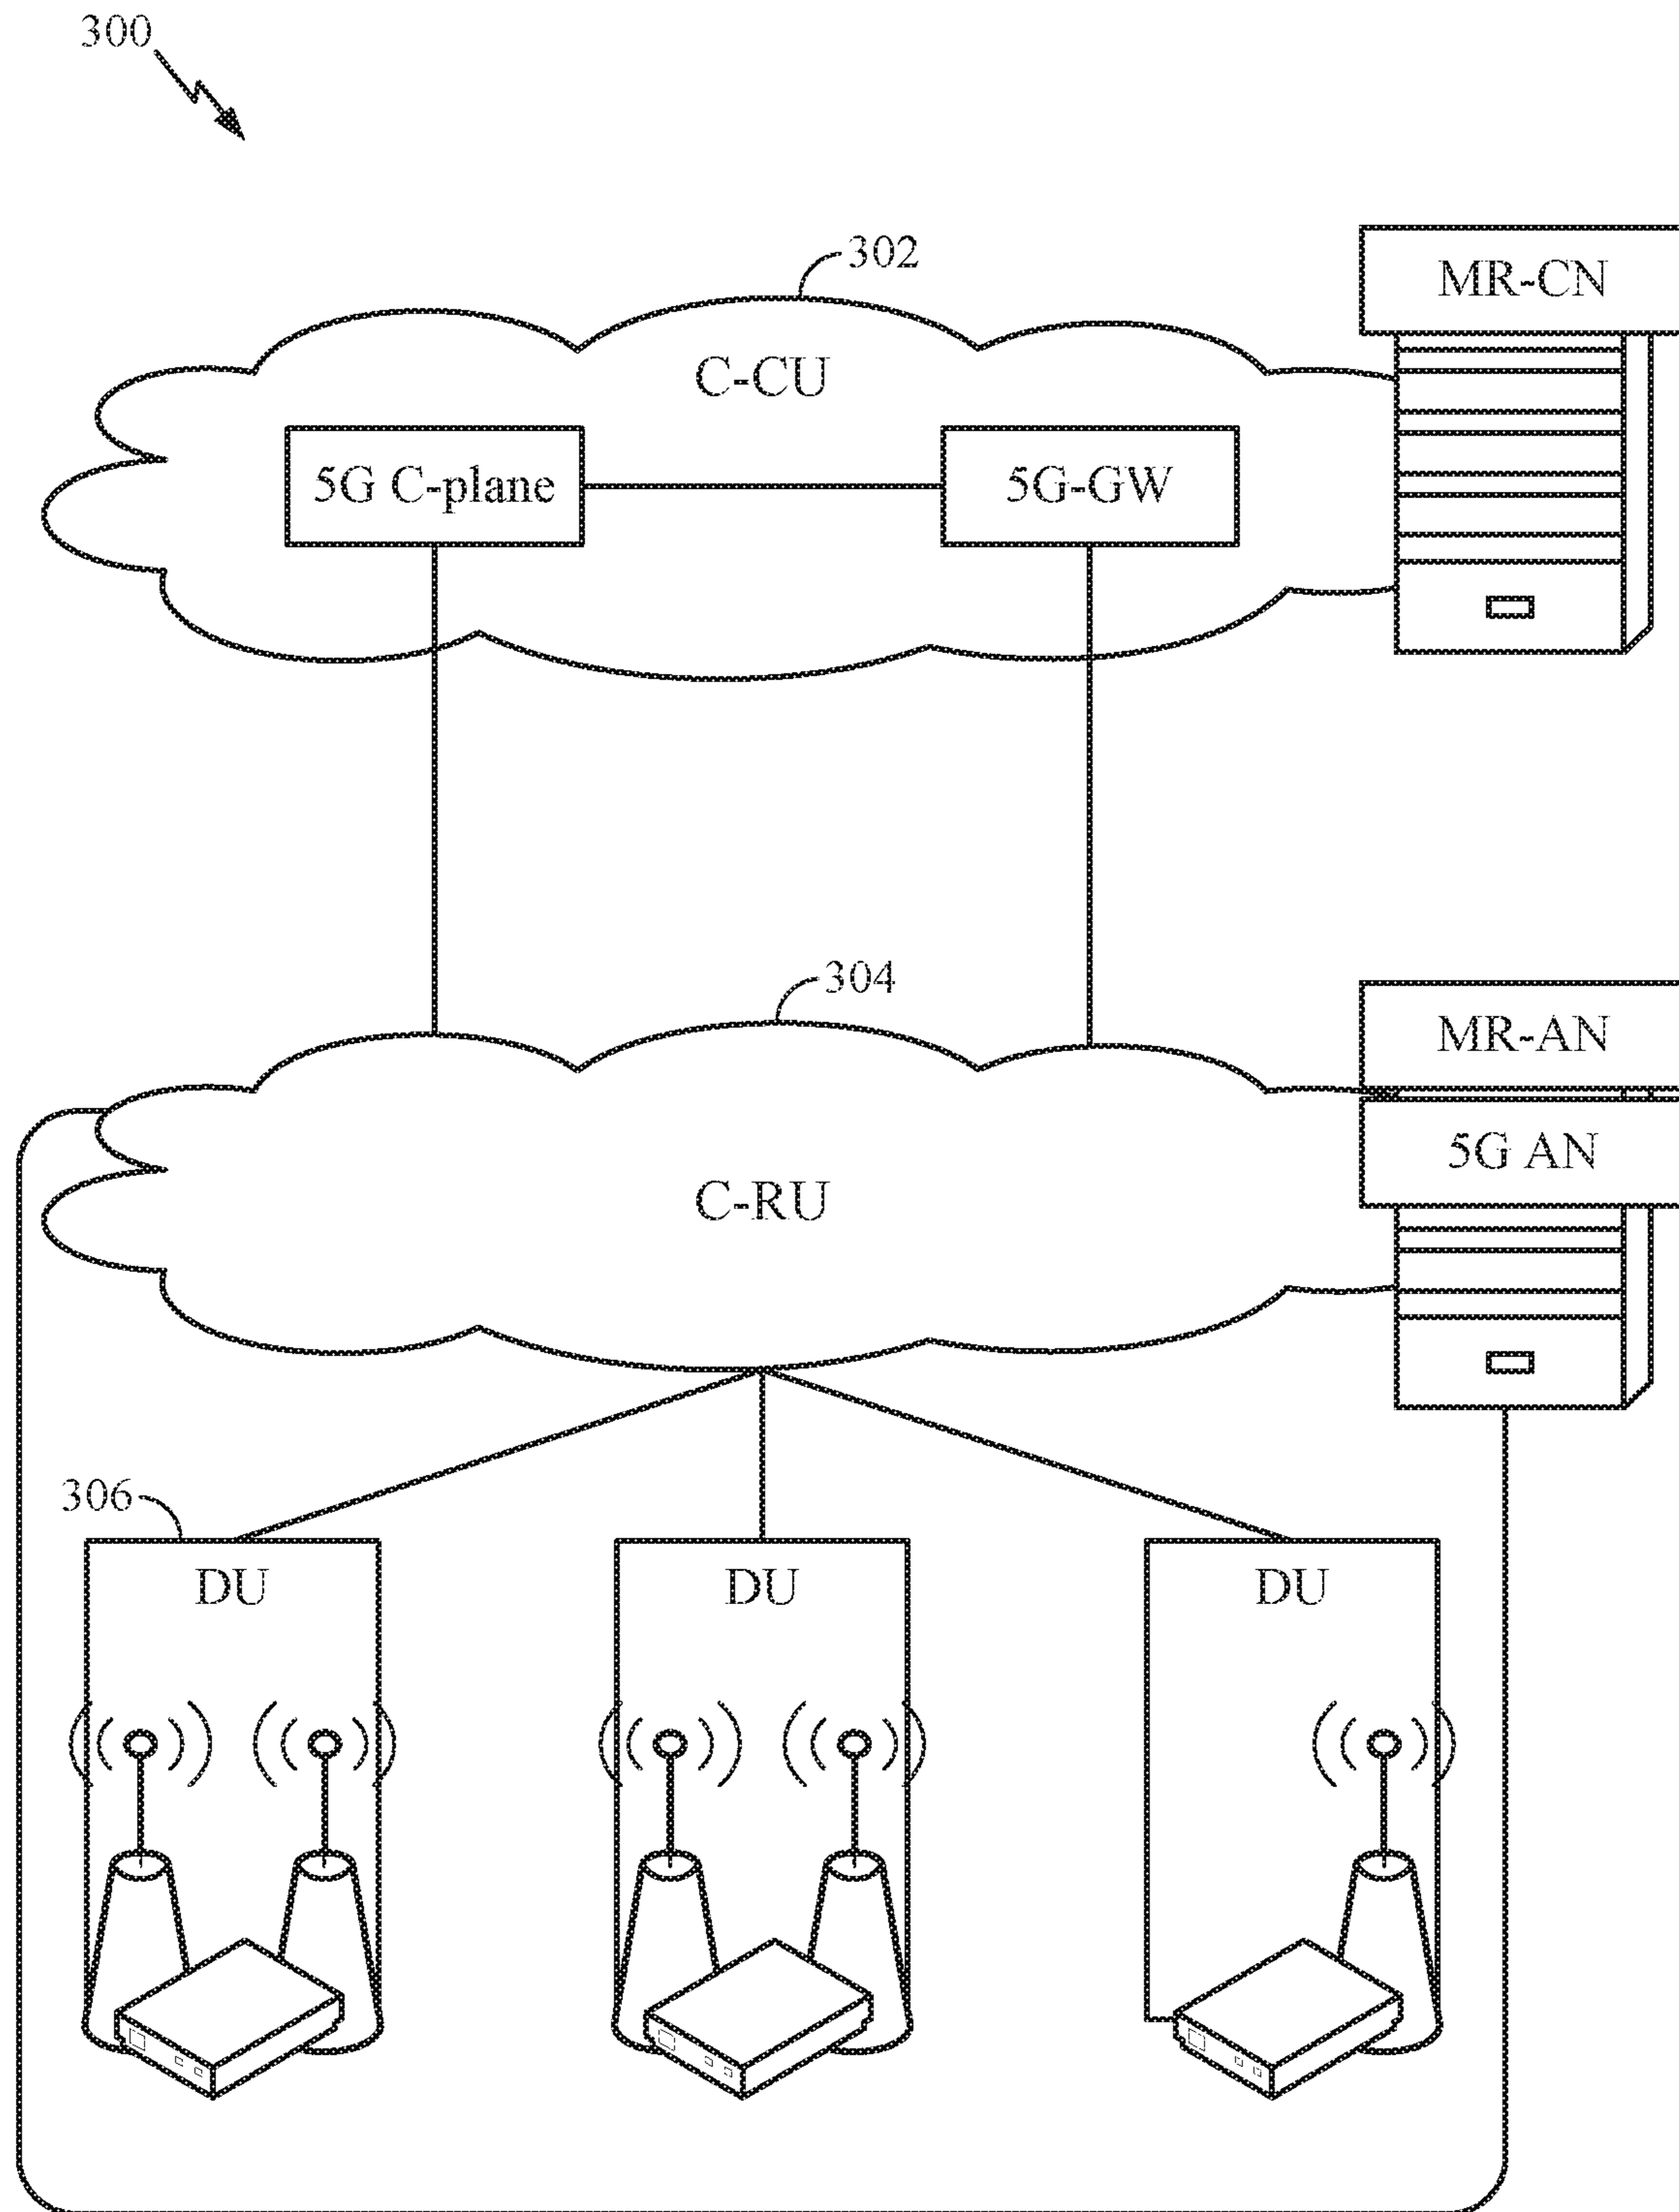 300
302
MR-CN
C-CU
5G C-plane
5G-GW
304
MR-AN
5G AN
C-RU
306
DU
DU
DU